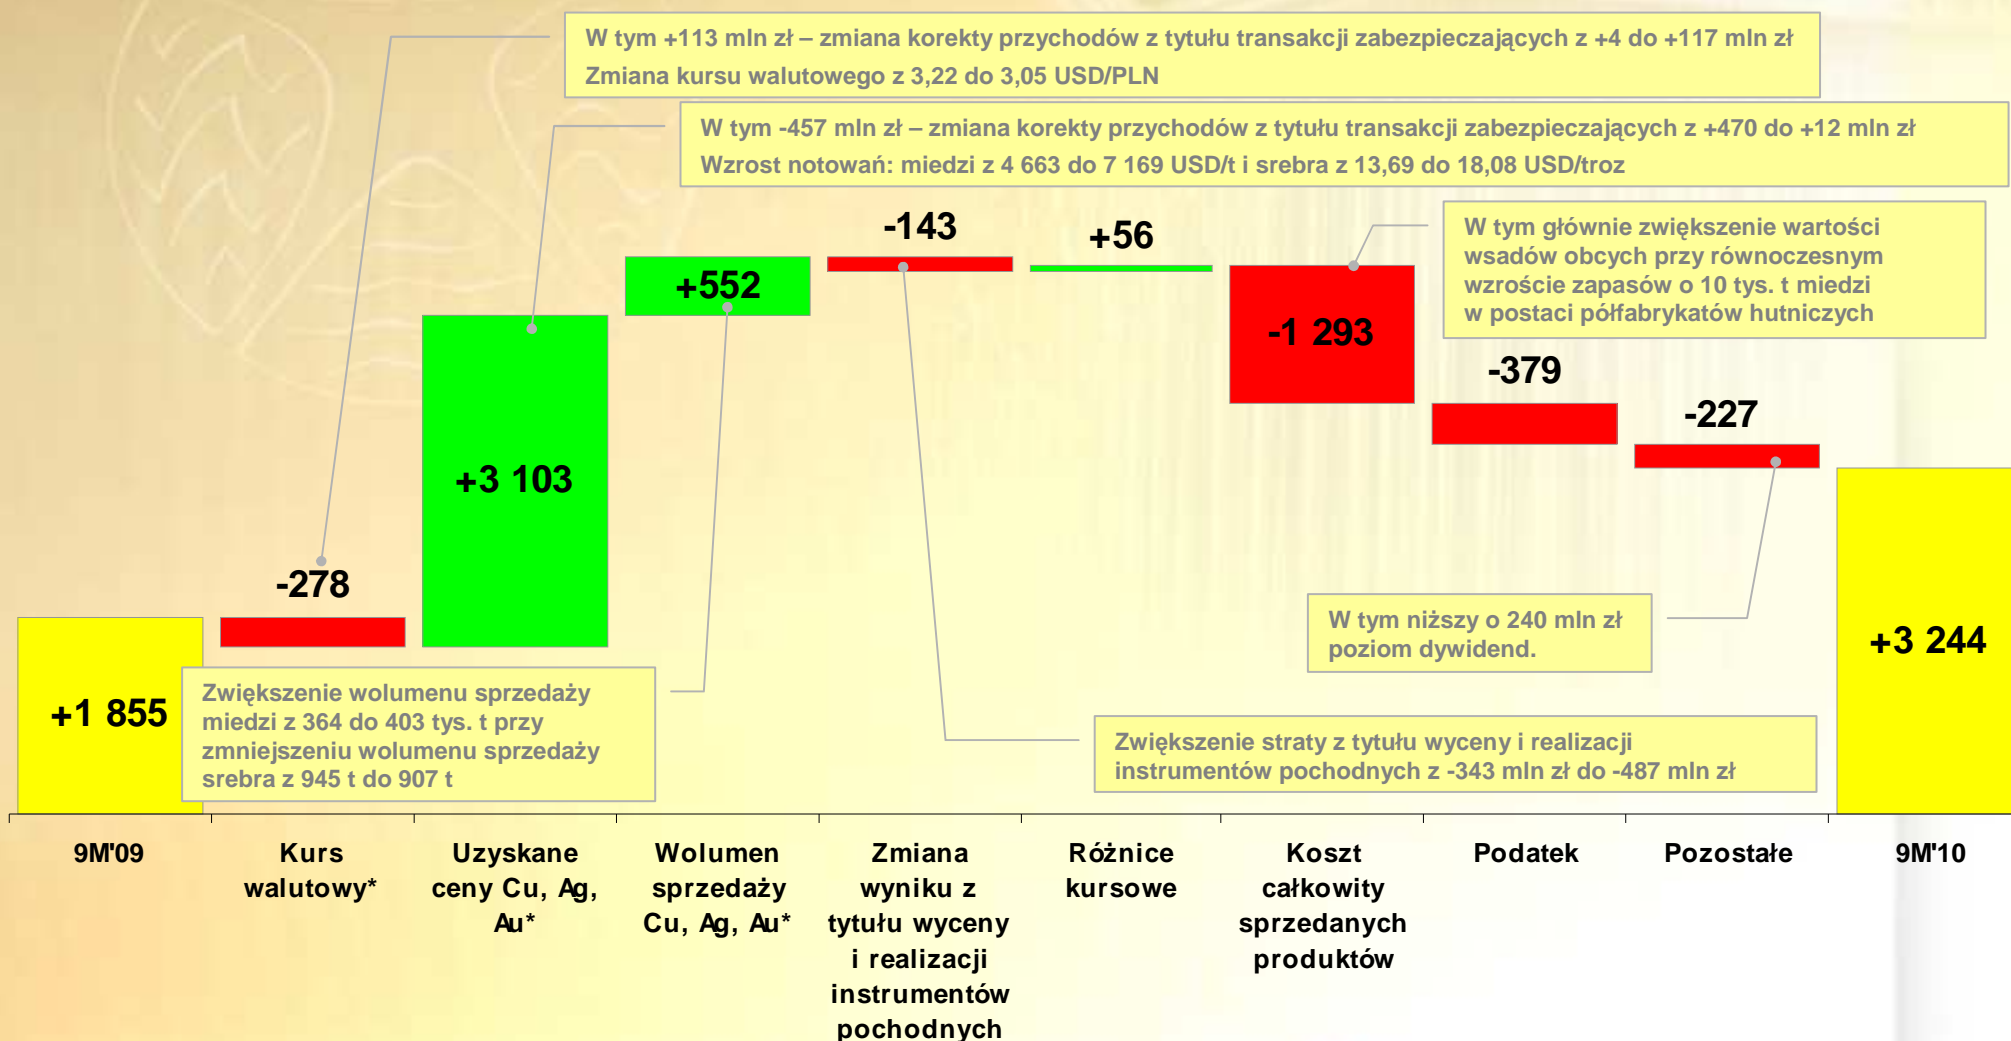 W tym +113 mln zł – zmiana korekty przychodów z tytułu transakcji zabezpieczających z +4 do +117 mln zł
Zmiana kursu walutowego z 3,22 do 3,05 USD/PLN
W tym -457 mln zł – zmiana korekty przychodów z tytułu transakcji zabezpieczających z +470 do +12 mln zł
Wzrost notowań: miedzi z 4 663 do 7 169 USD/t i srebra z 13,69 do 18,08 USD/troz
-143
+56
W tym głównie zwiększenie wartości
wsadów obcych przy równoczesnym
wzroście zapasów o 10 tys. t miedzi
w postaci półfabrykatów hutniczych
+552
-1 293
-379
-227
+3 103
-278
W tym niższy o 240 mln zł
poziom dywidend.
+3 244
+1 855
Zwiększenie wolumenu sprzedaży
miedzi z 364 do 403 tys. t przy
zmniejszeniu wolumenu sprzedaży
srebra z 945 t do 907 t
Zwiększenie straty z tytułu wyceny i realizacji
instrumentów pochodnych z -343 mln zł do -487 mln zł
9M'09
Kurs
walutowy*
Uzyskane
ceny Cu, Ag,
Au*
Wolumen
sprzedaży
Cu, Ag, Au*
Zmiana
wyniku z
tytułu wyceny
i realizacji
instrumentów
pochodnych
Różnice
kursowe
Koszt
całkowity
sprzedanych
produktów
Podatek
Pozostałe
9M'10